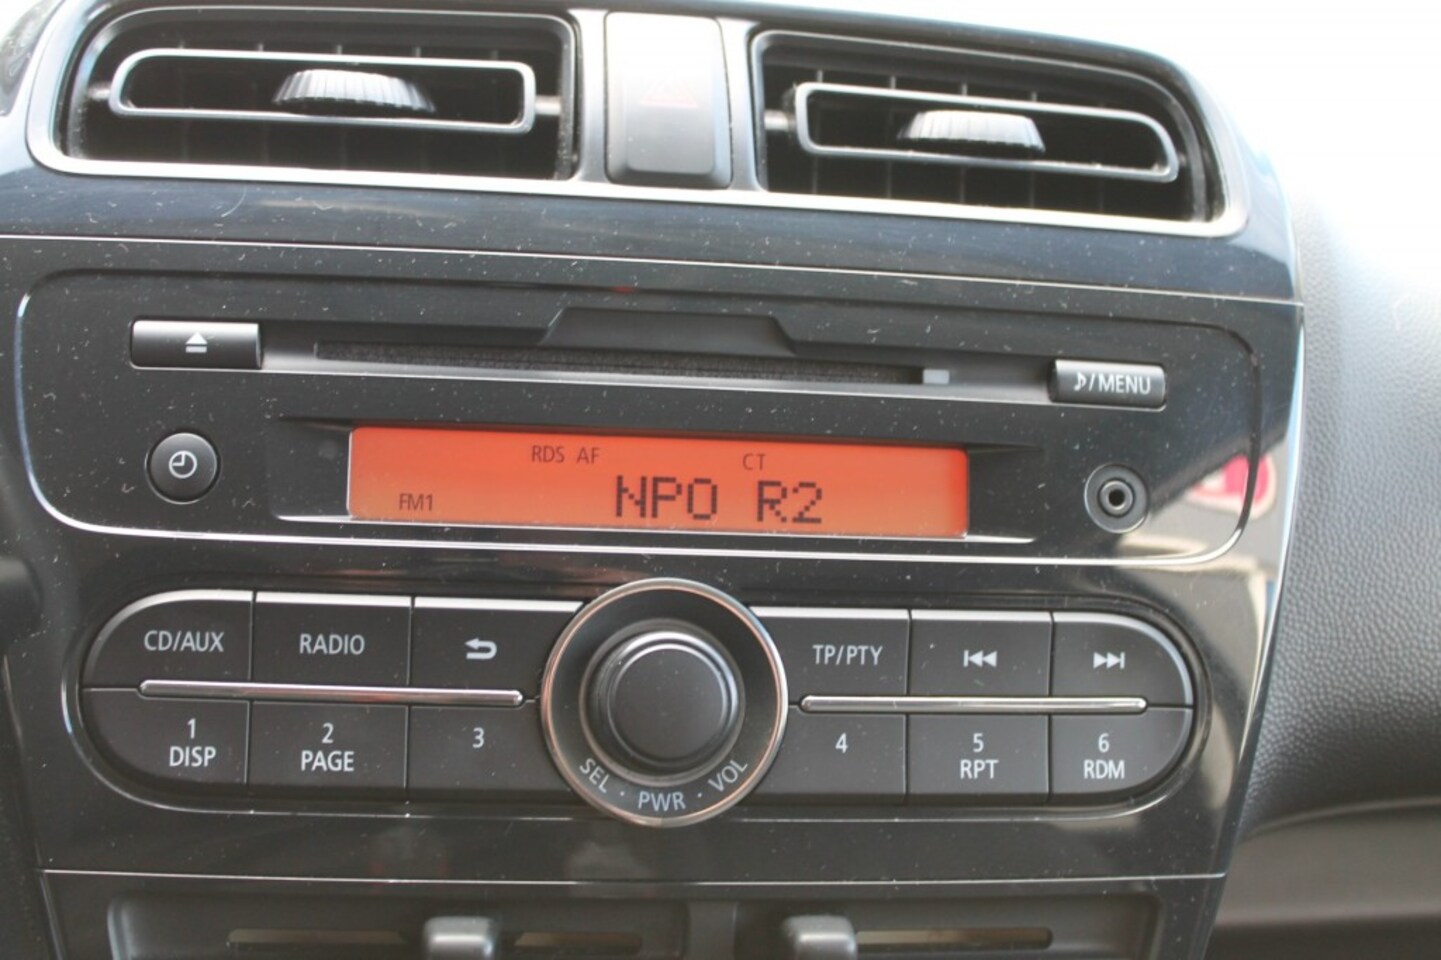 ♪/MENU
RDS AF CT
FM1 NPO R2
CD/AUX RADIO TP/PTY
1 2 3 4 5 6
DISP PAGE RPT RDM
SEL · PWR · VOL